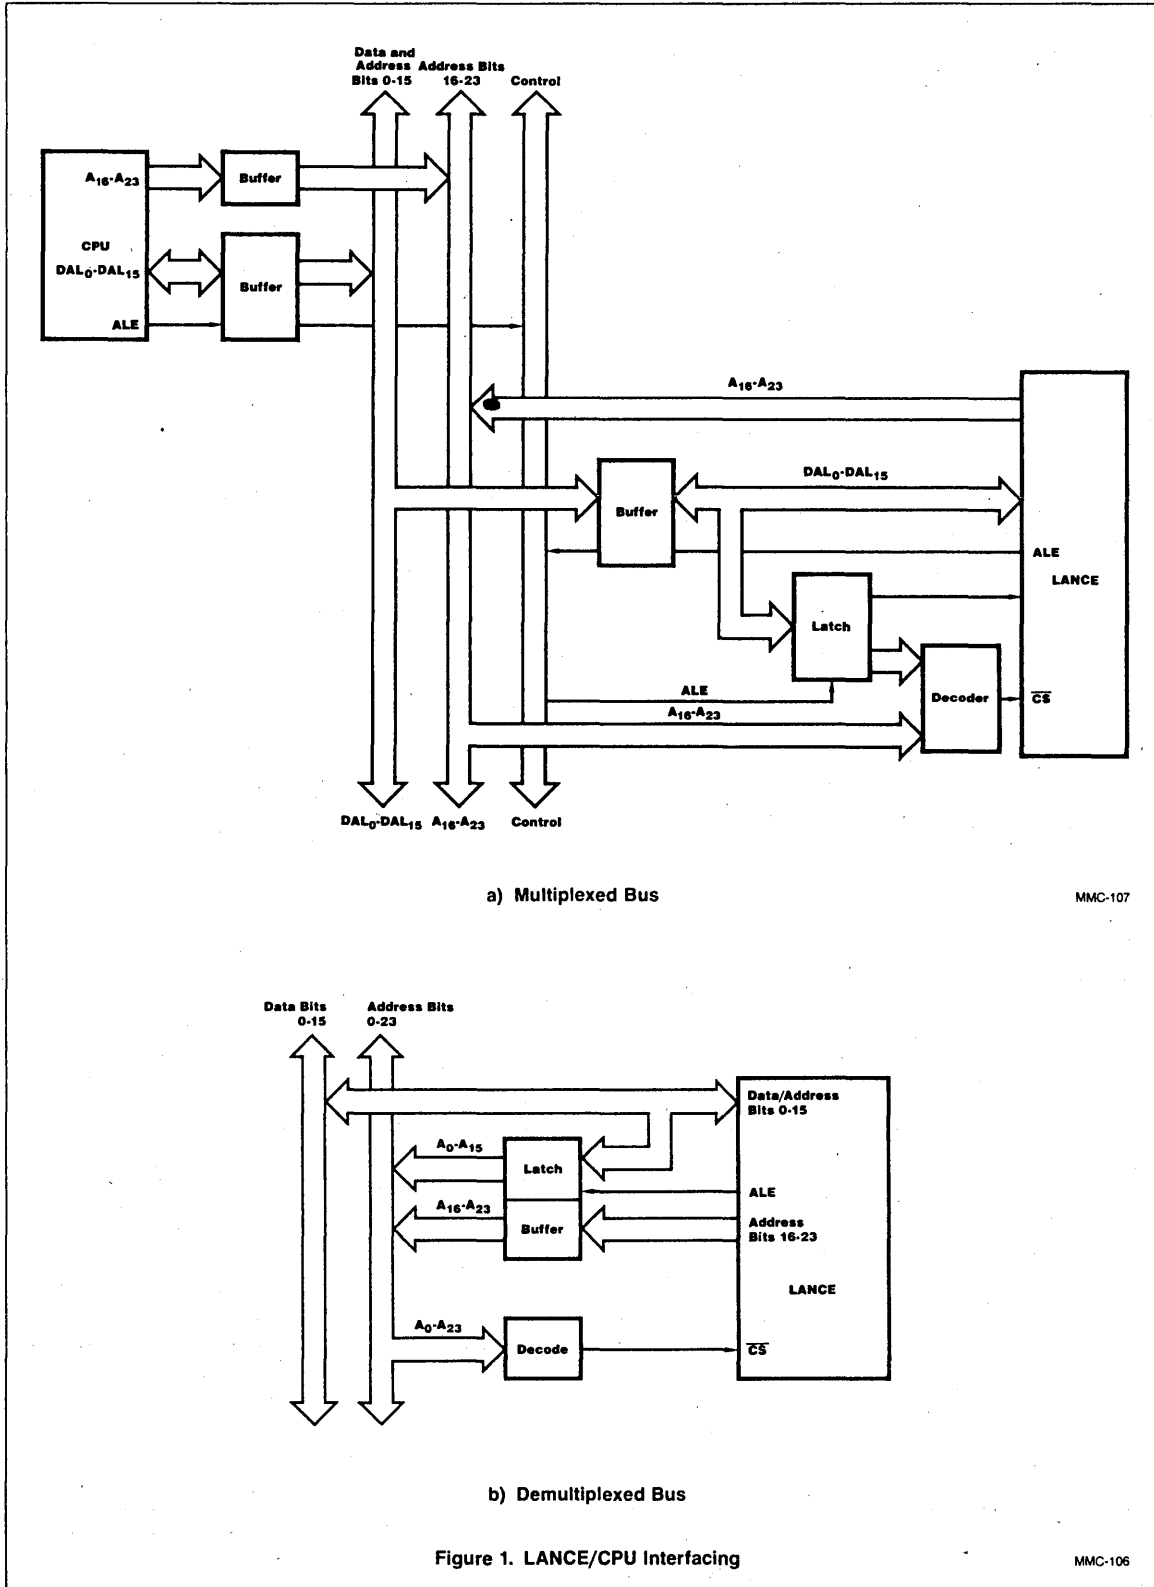 Data and
Address
Bits 0-15
Address Bits
16-23
Control
A16-A23
Buffer
CPU
DAL0-DAL15
Buffer
ALE
A16-A23
DAL0-DAL15
Buffer
ALE
LANCE
Latch
ALE
A16-A23
Decoder
CS
DAL0-DAL15
A16-A23
Control
a) Multiplexed Bus
MMC-107
Data Bits
0-15
Address Bits
0-23
Data/Address
Bits 0-15
A0-A15
Latch
ALE
A16-A23
Buffer
Address
Bits 16-23
LANCE
A0-A23
Decode
CS
b) Demultiplexed Bus
Figure 1. LANCE/CPU Interfacing
MMC-106